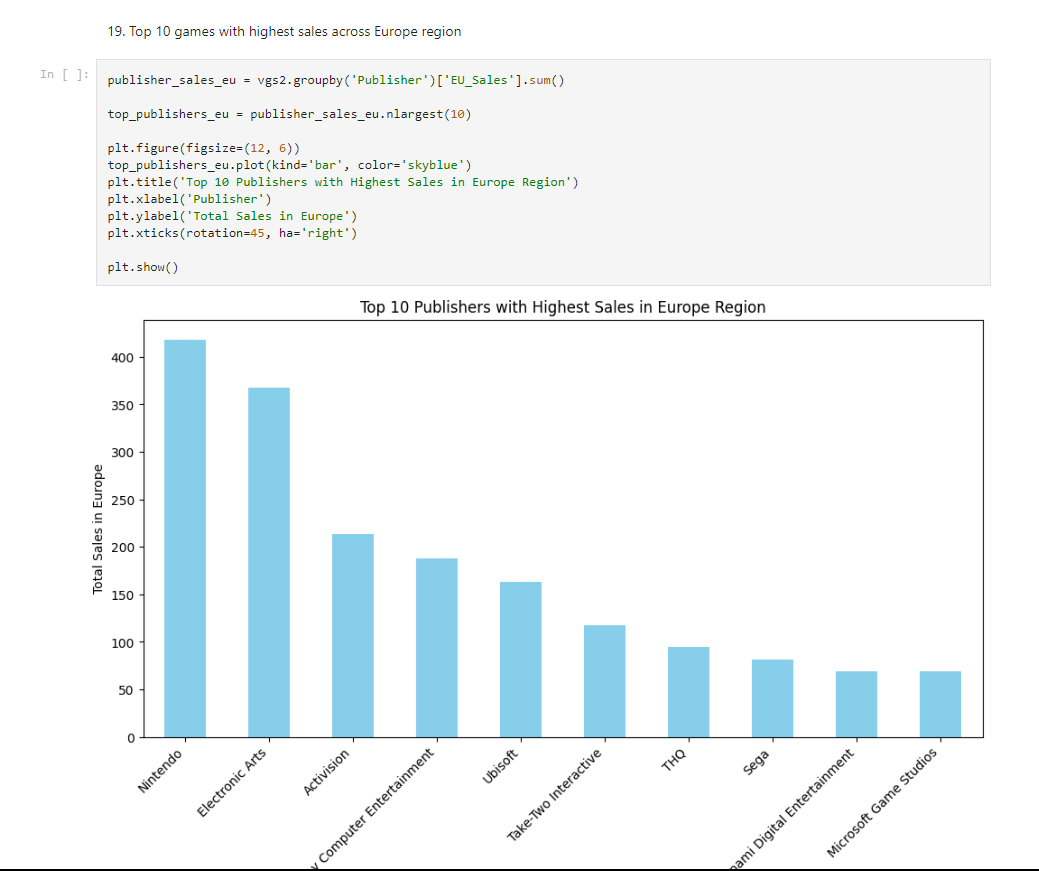 19. Top 10 games with highest sales across Europe region
In [ ]:
publisher_sales_eu = vgs2.groupby('Publisher')['EU_Sales'].sum()
top_publishers_eu = publisher_sales_eu.nlargest(10)
plt.figure(figsize=(12, 6))
top_publishers_eu.plot(kind='bar', color='skyblue')
plt.title('Top 10 Publishers with Highest Sales in Europe Region')
plt.xlabel('Publisher')
plt.ylabel('Total Sales in Europe')
plt.xticks(rotation=45, ha='right')
plt.show()
Top 10 Publishers with Highest Sales in Europe Region
Total Sales in Europe
400
350
300
250
200
150
100
50
0
Nintendo
Electronic Arts
Activision
Computer Entertainment
Ubisoft
Take-Two Interactive
THQ
Sega
Digital Entertainment
Microsoft Game Studios